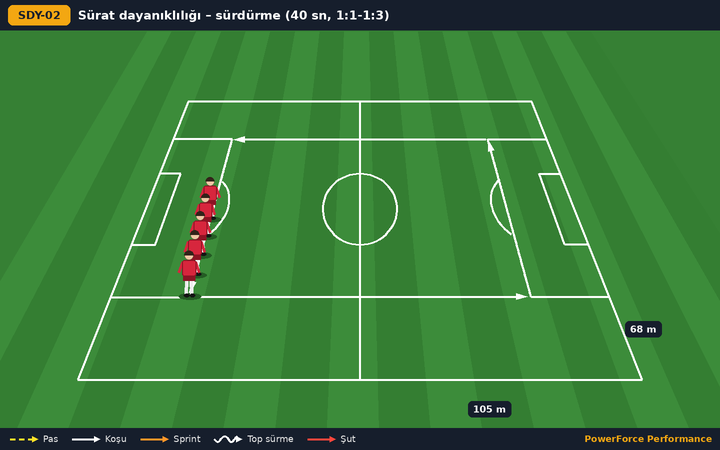 SDY-02 Sürat dayanıklılığı – sürdürme (40 sn, 1:1-1:3)
68 m
105 m
Pas Koşu Sprint Top sürme Şut PowerForce Performance